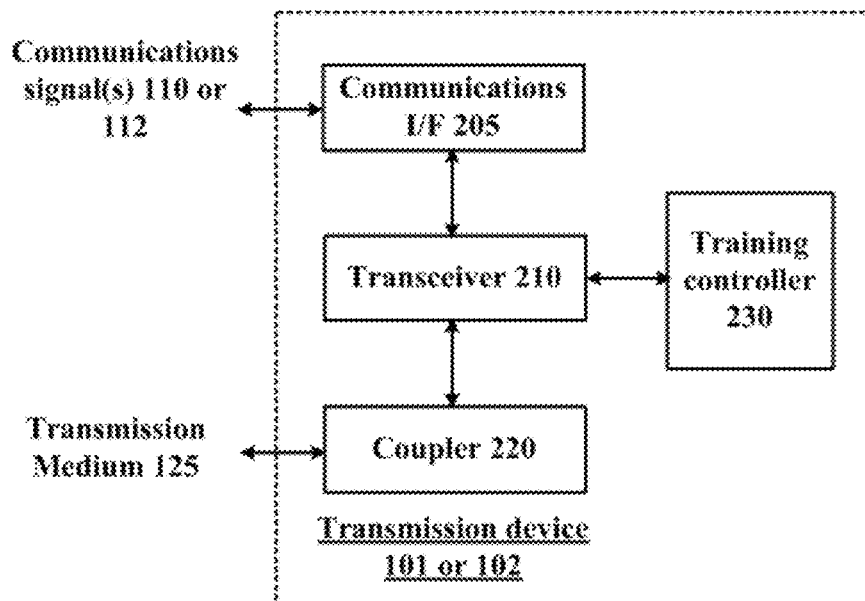 Communications
signal(s) 110 or
112
Communications
I/F 205
Transceiver 210
Training
controller
230
Transmission
Medium 125
Coupler 220
Transmission device
101 or 102